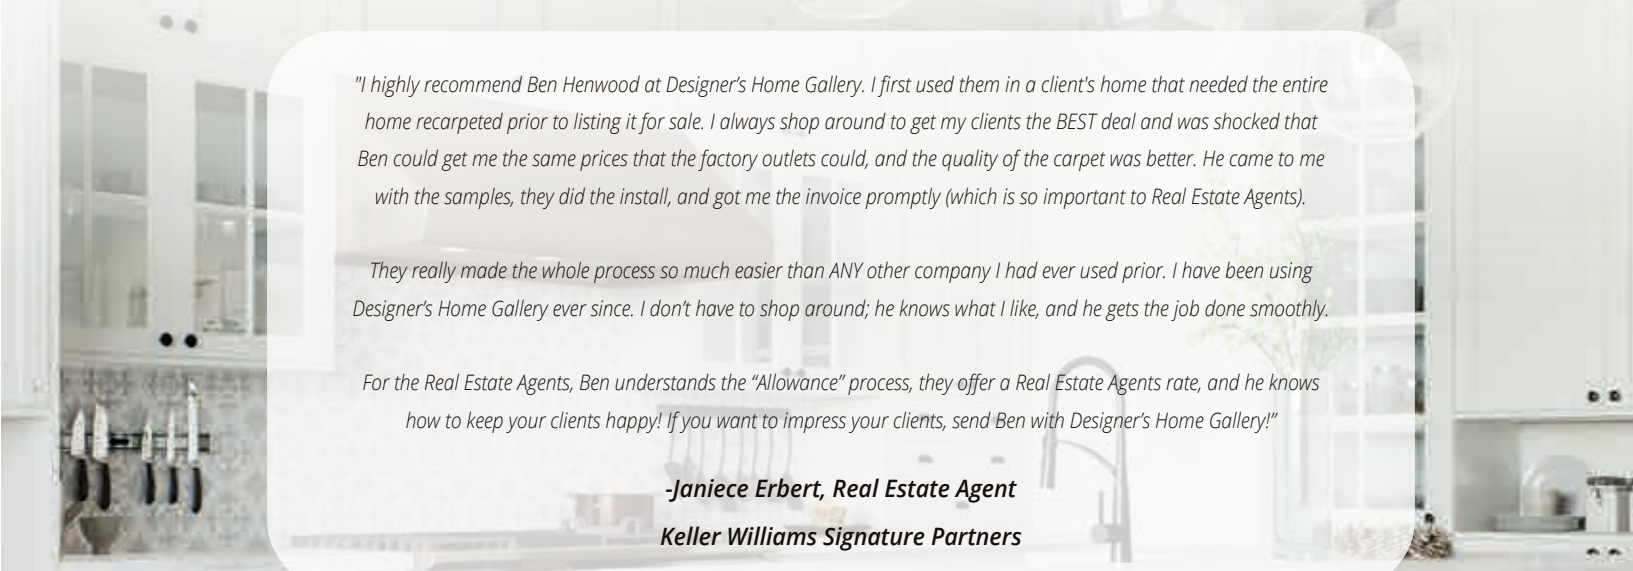 "I highly recommend Ben Henwood at Designer’s Home Gallery. I first used them in a client's home that needed the entire
home recarpeted prior to listing it for sale. I always shop around to get my clients the BEST deal and was shocked that
Ben could get me the same prices that the factory outlets could, and the quality of the carpet was better. He came to me
with the samples, they did the install, and got me the invoice promptly (which is so important to Real Estate Agents).
They really made the whole process so much easier than ANY other company I had ever used prior. I have been using
Designer’s Home Gallery ever since. I don’t have to shop around; he knows what I like, and he gets the job done smoothly.
For the Real Estate Agents, Ben understands the “Allowance” process, they offer a Real Estate Agents rate, and he knows
how to keep your clients happy! If you want to impress your clients, send Ben with Designer’s Home Gallery!”
-Janiece Erbert, Real Estate Agent
Keller Williams Signature Partners